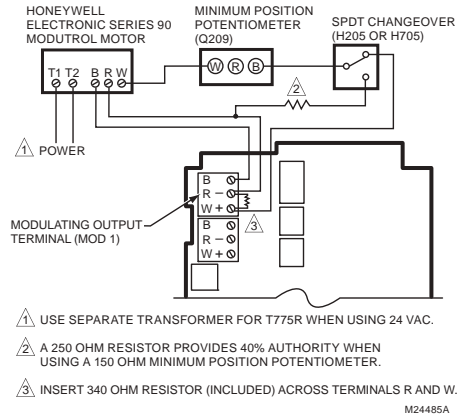 HONEYWELL
ELECTRONIC SERIES 90
MODUTROL MOTOR
MINIMUM POSITION
POTENTIOMETER
(Q209)
SPDT CHANGEOVER
(H205 OR H705)
T1 T2 B R W
W R B
2
1 POWER
B
R –
W +
3
MODULATING OUTPUT
TERMINAL (MOD 1)
B
R –
W +
1 USE SEPARATE TRANSFORMER FOR T775R WHEN USING 24 VAC.
2 A 250 OHM RESISTOR PROVIDES 40% AUTHORITY WHEN
USING A 150 OHM MINIMUM POSITION POTENTIOMETER.
3 INSERT 340 OHM RESISTOR (INCLUDED) ACROSS TERMINALS R AND W.
M24485A